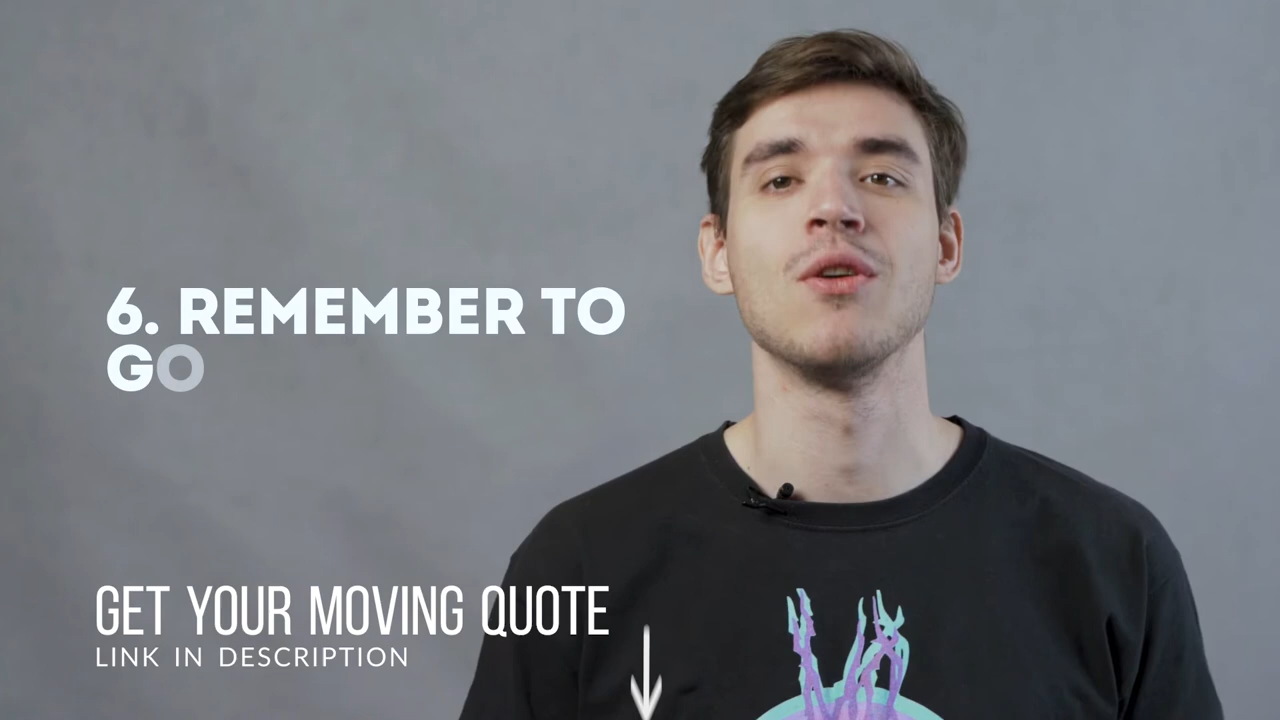 6. REMEMBER TO
GO
GET YOUR MOVING QUOTE
LINK IN DESCRIPTION